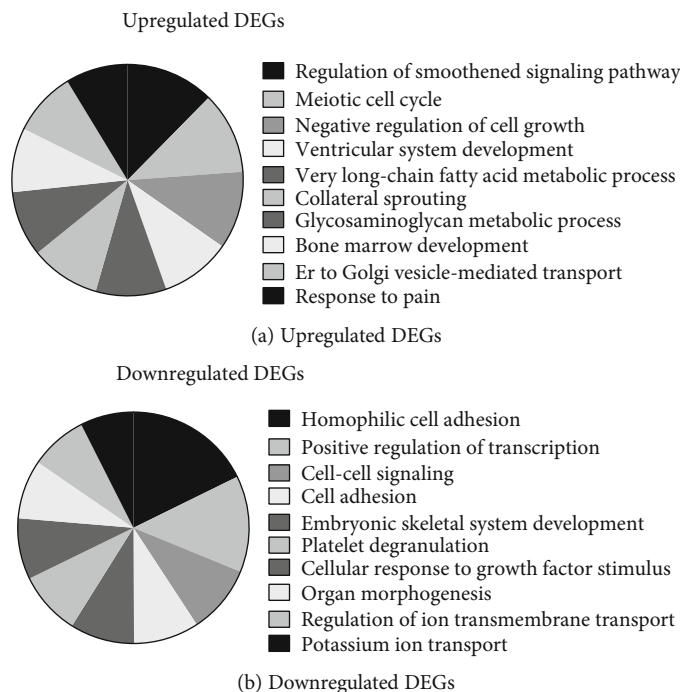 Upregulated DEGs
Regulation of smoothened signaling pathway
Meiotic cell cycle
Negative regulation of cell growth
Ventricular system development
Very long-chain fatty acid metabolic process
Collateral sprouting
Glycosaminoglycan metabolic process
Bone marrow development
Er to Golgi vesicle-mediated transport
Response to pain
(a) Upregulated DEGs
Downregulated DEGs
Homophilic cell adhesion
Positive regulation of transcription
Cell-cell signaling
Cell adhesion
Embryonic skeletal system development
Platelet degranulation
Cellular response to growth factor stimulus
Organ morphogenesis
Regulation of ion transmembrane transport
Potassium ion transport
(b) Downregulated DEGs